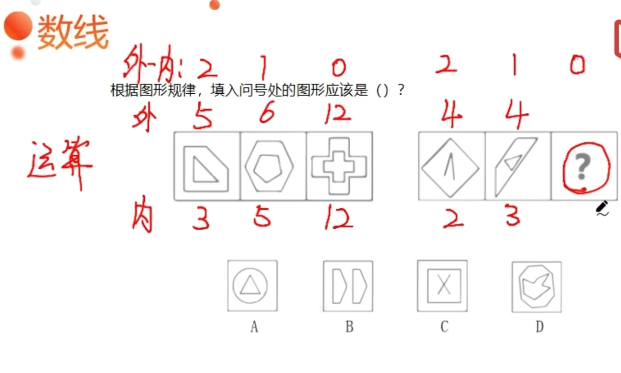 数线
外-内: 2 1 0 2 1 0
根据图形规律，填入问号处的图形应该是（）？
外 5 6 12 4 4
运算
?
内 3 5 12 2 3
A B C D